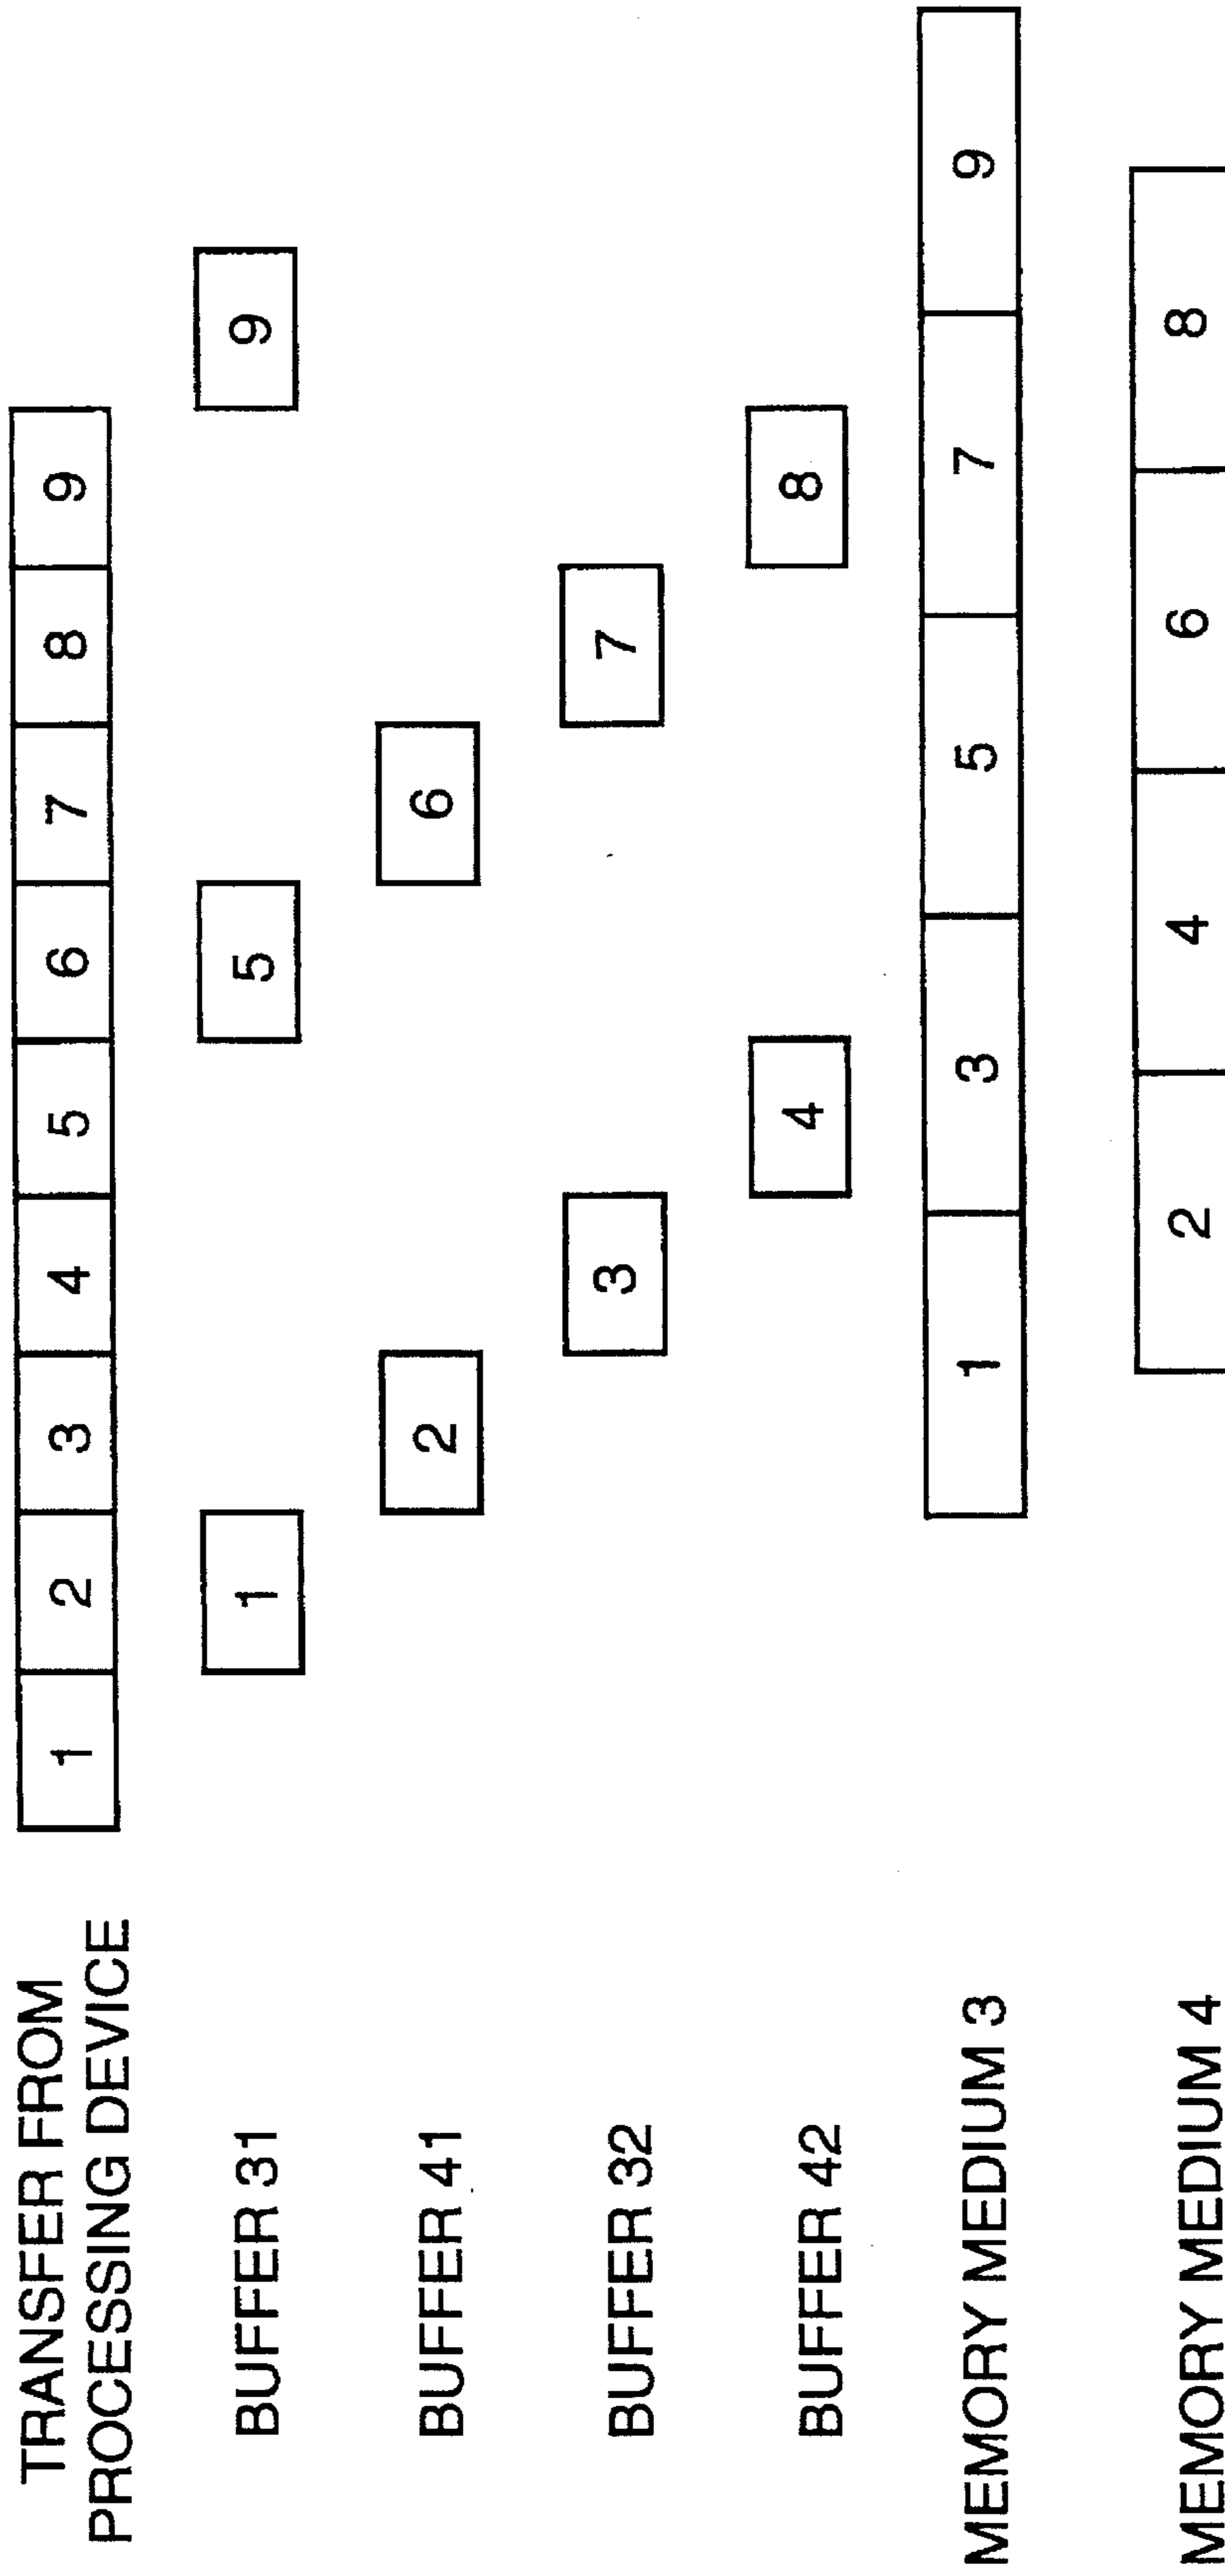 TRANSFER FROM
PROCESSING DEVICE
1 2 3 4 5 6 7 8 9
BUFFER 31
1 5 9
BUFFER 41
2 6
BUFFER 32
3 7
BUFFER 42
4 8
MEMORY MEDIUM 3
1 3 5 7 9
MEMORY MEDIUM 4
2 4 6 8